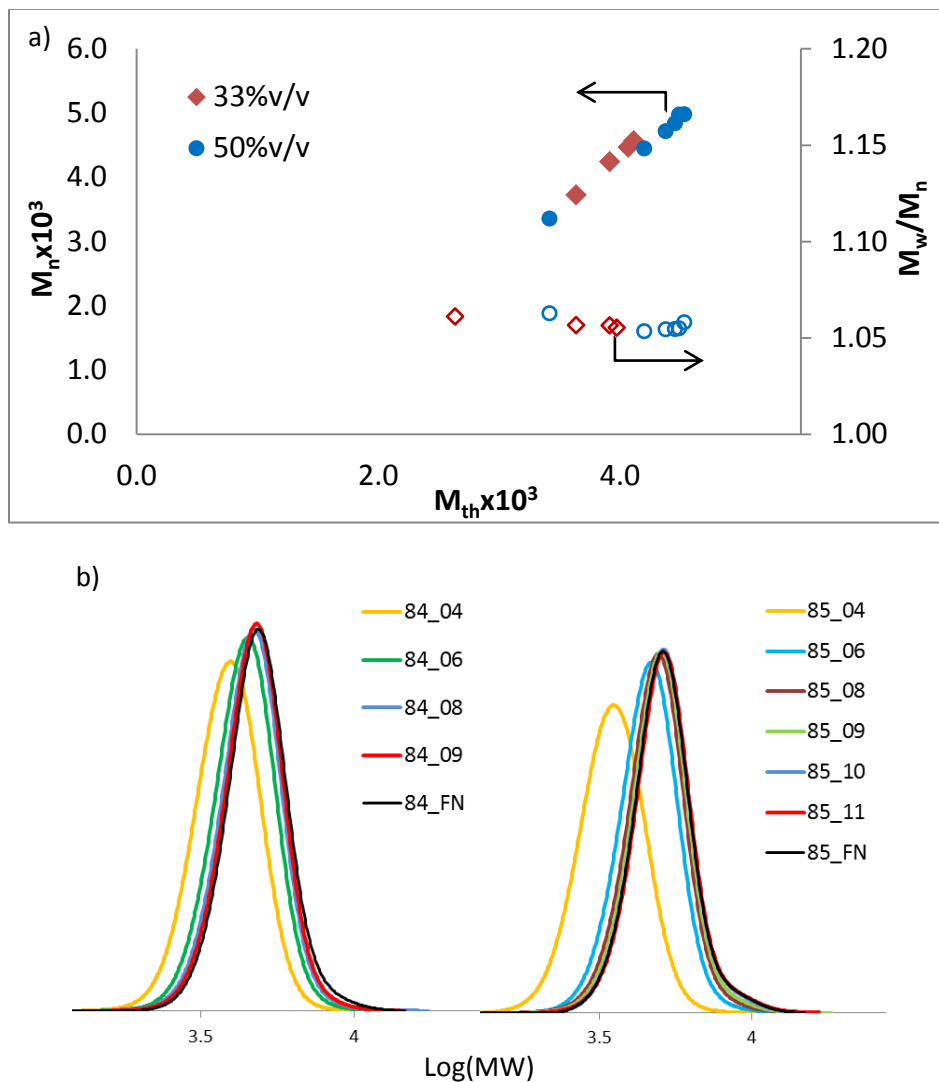 a)
6.0
5.0
4.0
3.0
2.0
1.0
0.0
Mₙx10³
33%v/v
50%v/v
1.20
1.15
1.10
1.05
1.00
M_w/Mₙ
0.0
2.0
4.0
Mₜₕx10³
b)
84_04
84_06
84_08
84_09
84_FN
85_04
85_06
85_08
85_09
85_10
85_11
85_FN
3.5
4
3.5
4
Log(MW)